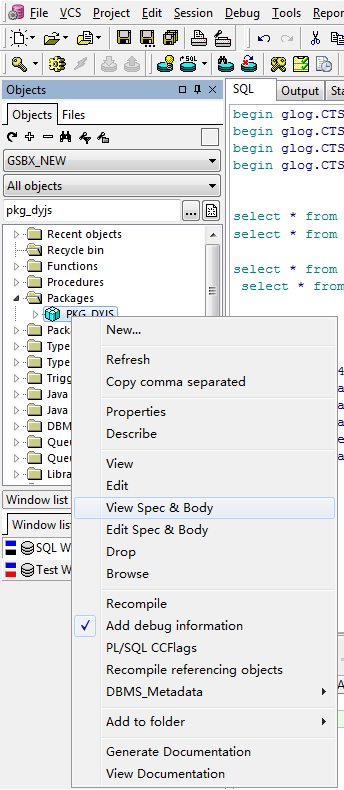 File VCS Project Edit Session Debug Tools Repor
Objects
SQL Output Sta
Objects Files
GSBX_NEW
All objects
pkg_dyjs
...
begin glog.CTS
begin glog.CTS
begin glog.CTS
begin glog.CTS
select * from
select * from
select * from
select * from
Recent objects
Recycle bin
Functions
Procedures
Packages
PKG_DYJS
Packa
Type
Type
Trigg
Java
Java
DBM
Queu
Queu
Libra
Window list
Window list
SQL W
Test W
New...
Refresh
Copy comma separated
Properties
Describe
View
Edit
View Spec & Body
Edit Spec & Body
Drop
Browse
Recompile
Add debug information
PL/SQL CCFlags
Recompile referencing objects
DBMS_Metadata
Add to folder
Generate Documentation
View Documentation